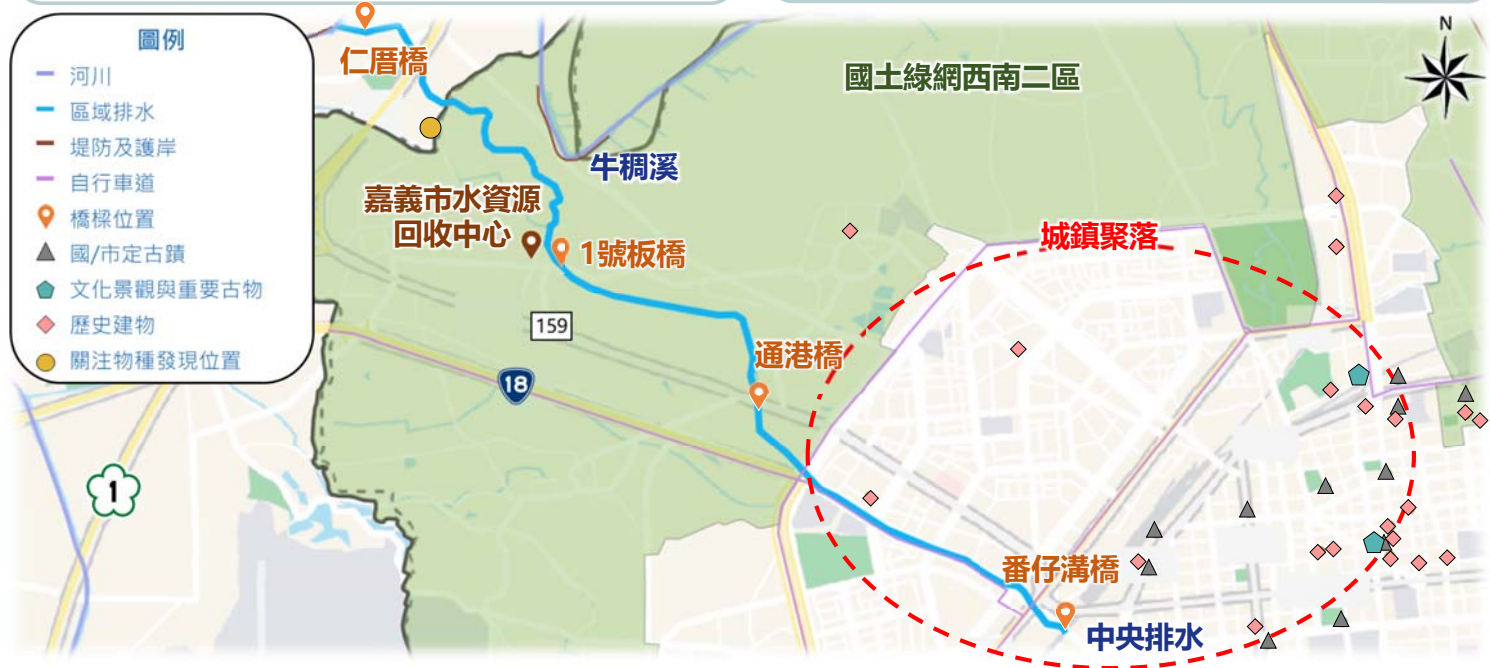 圖例
河川
區域排水
堤防及護岸
自行車道
橋樑位置
國/市定古蹟
文化景觀與重要古物
歷史建物
關注物種發現位置
仁厝橋
國土綠網西南二區
N
牛稠溪
嘉義市水資源
回收中心
1號板橋
城鎮聚落
159
通港橋
18
1
番仔溝橋
中央排水